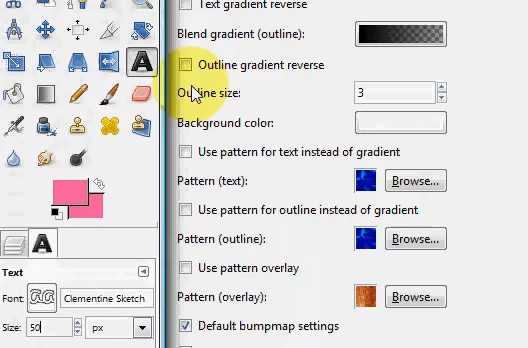 Text gradient reverse
Blend gradient (outline):
Outline gradient reverse
Outline size:
3
Background color:
Use pattern for text instead of gradient
Pattern (text):
Browse...
Use pattern for outline instead of gradient
Pattern (outline):
Browse...
Use pattern overlay
Pattern (overlay):
Browse...
Default bumpmap settings
A
A
Text
Font:
aa
Clementine Sketch
Size:
50
px